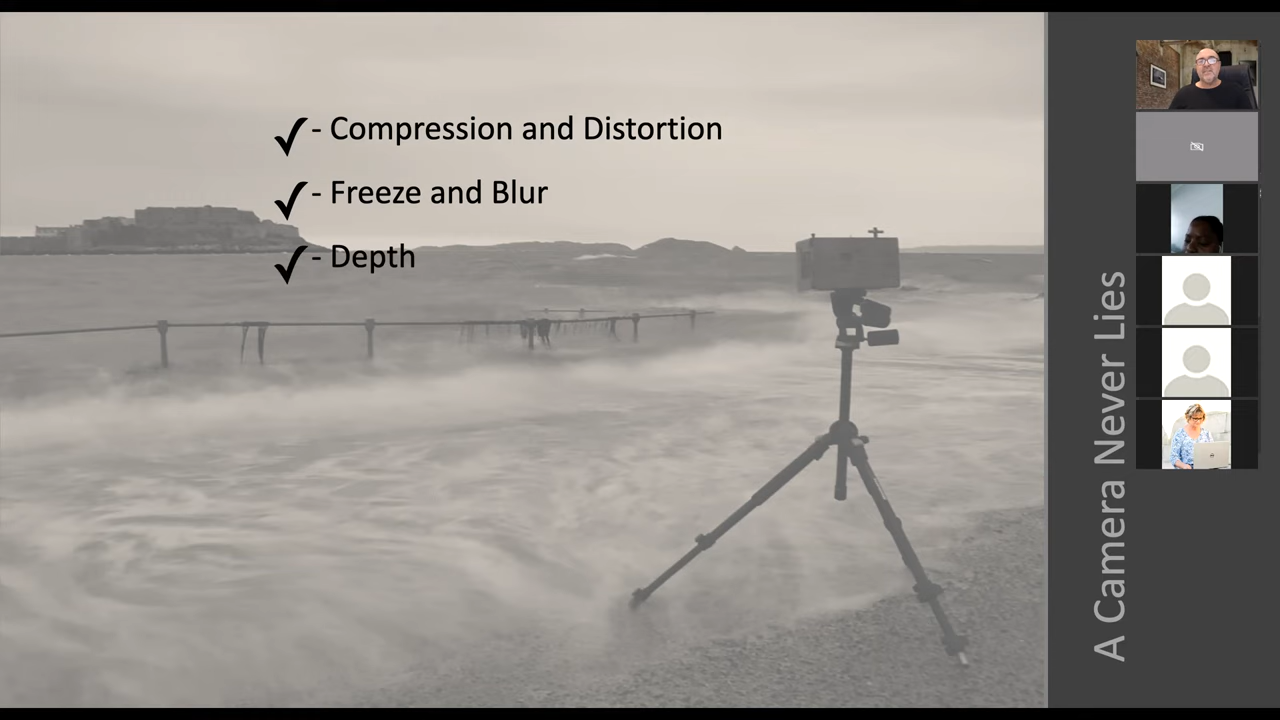 ✓ - Compression and Distortion
✓ - Freeze and Blur
✓ - Depth
A Camera Never Lies